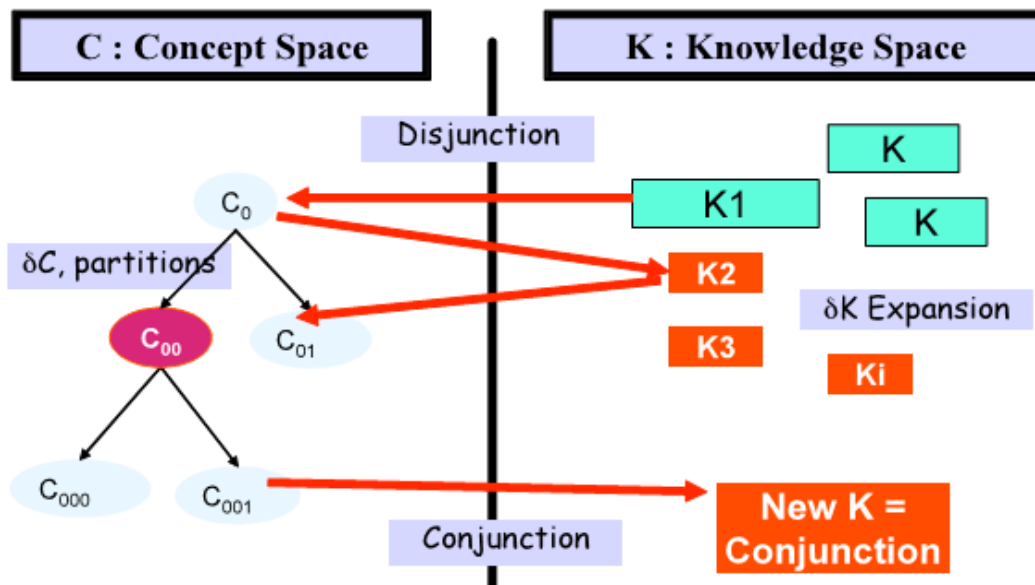 C : Concept Space
K : Knowledge Space
Disjunction
K
K1
K
C₀
δC, partitions
K2
δK Expansion
C₀₀
C₀₁
K3
Ki
C₀₀₀
C₀₀₁
New K =
Conjunction
Conjunction